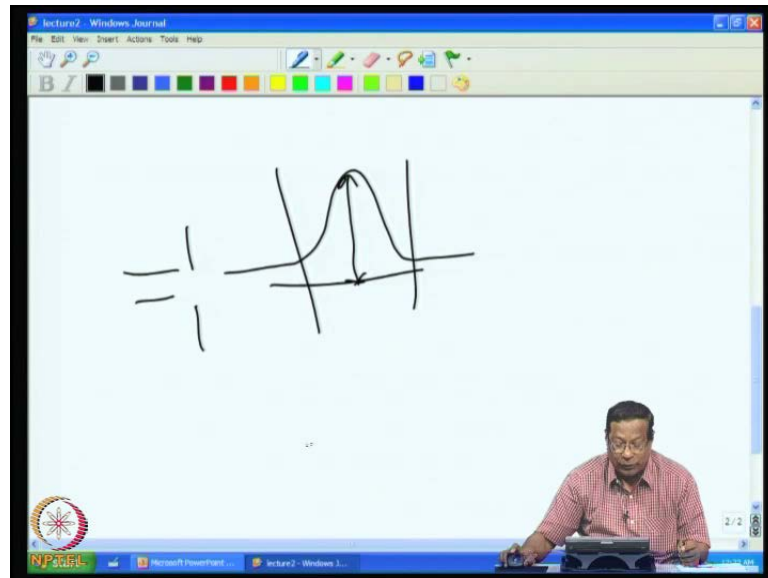 lecture2 - Windows Journal
File Edit View Insert Actions Tools Help
B I
2/2
NPTEL
Microsoft PowerPoint ...
lecture2 - Windows J...